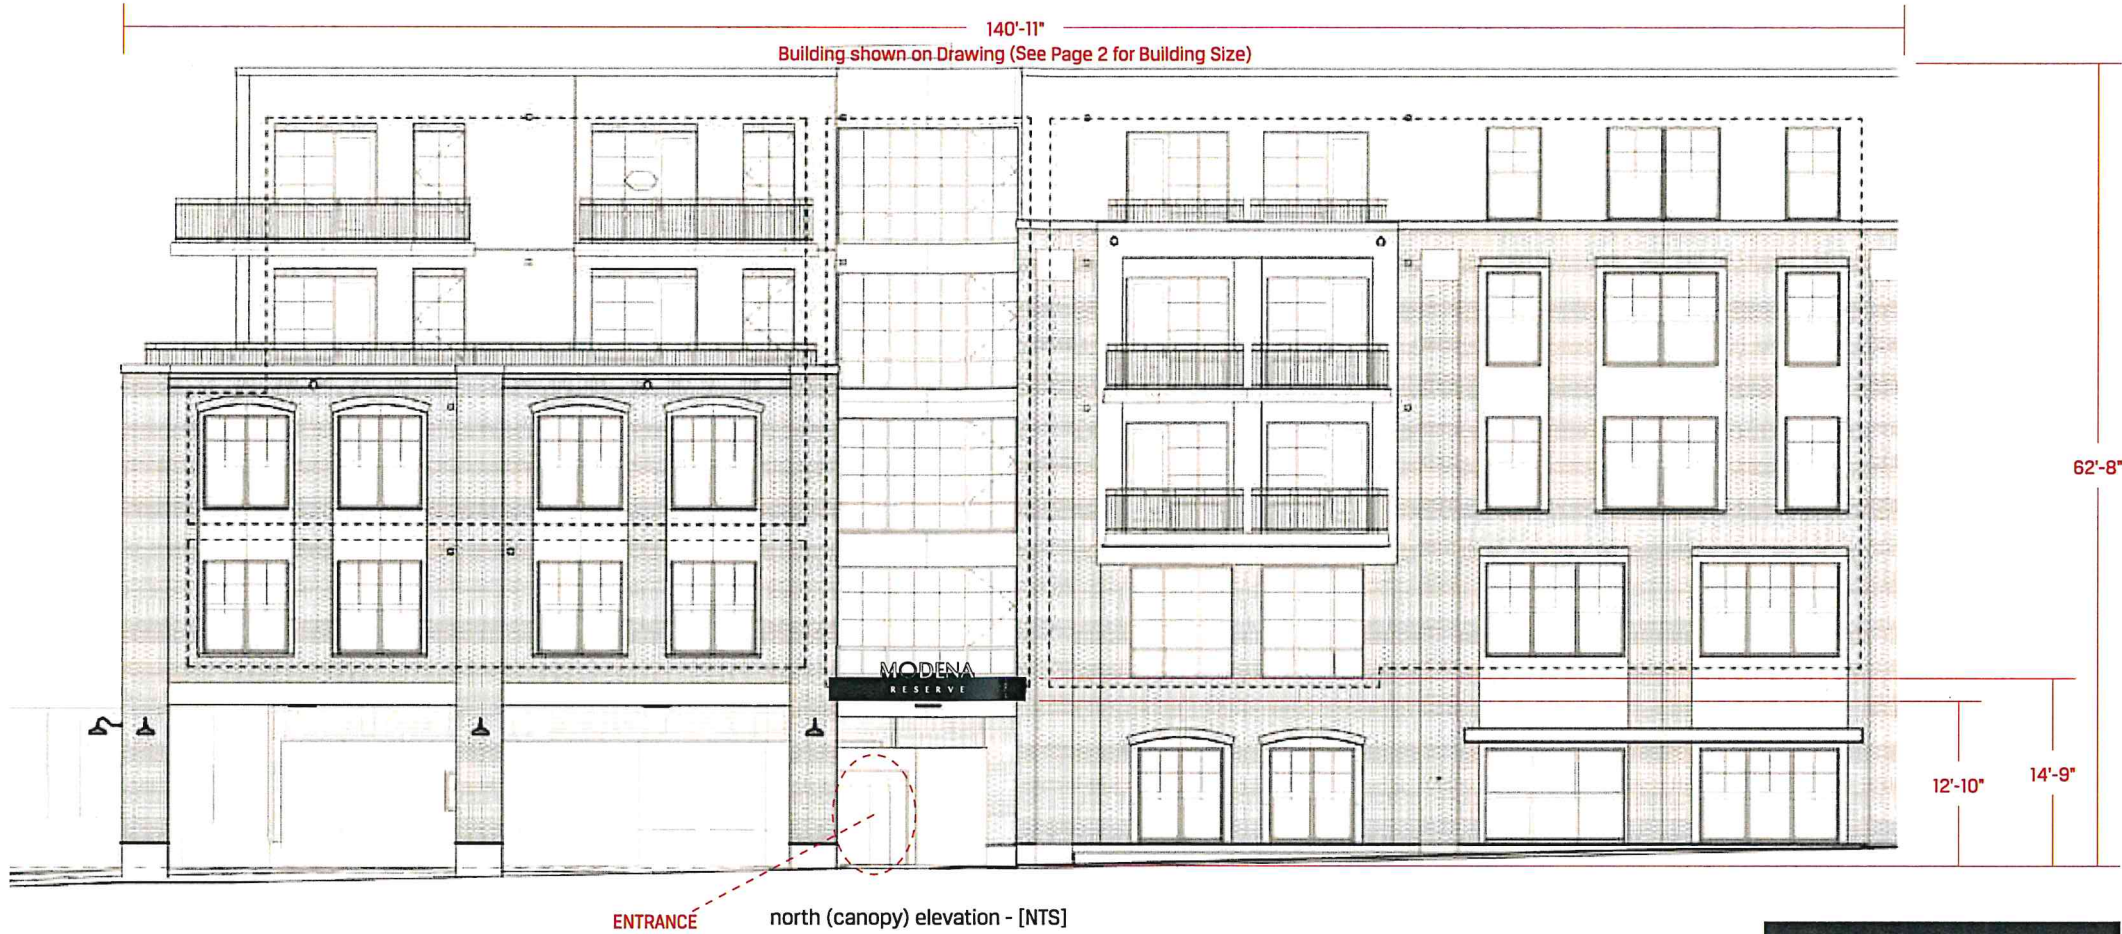 140'-11"
Building shown on Drawing (See Page 2 for Building Size)
62'-8"
MODENA
RESERVE
12'-10"
14'-9"
ENTRANCE
north (canopy) elevation - [NTS]